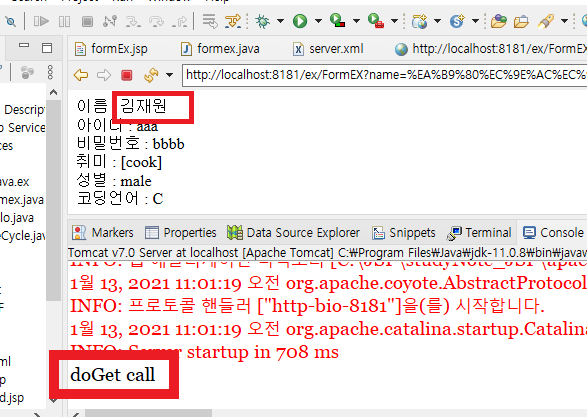 formEx.jsp formex.java server.xml http://localhost:8181/ex/Form
http://localhost:8181/ex/FormEX?name=%EA%B9%80%EC%9E%AC%EC%
이름 : 김재원
아이디 : aaa
비밀번호 : bbbb
취미 : [cook]
성별 : male
코딩언어 : C
Descript
Service
ces
ava.ex
mex.java
lo.java
eCycle.jav
Markers Properties Data Source Explorer Snippets Terminal Console
Tomcat v7.0 Server at localhost [Apache Tomcat] C:₩Program Files₩Java₩jdk-11.0.8₩bin₩javaw
1월 13, 2021 11:01:19 오전 org.apache.coyote.AbstractProtocol
INFO: 프로토콜 핸들러 ["http-bio-8181"]을(를) 시작합니다.
1월 13, 2021 11:01:19 오전 org.apache.catalina.startup.Catalina
INFO: Server startup in 708 ms
doGet call
F
ml
p
d.jsp